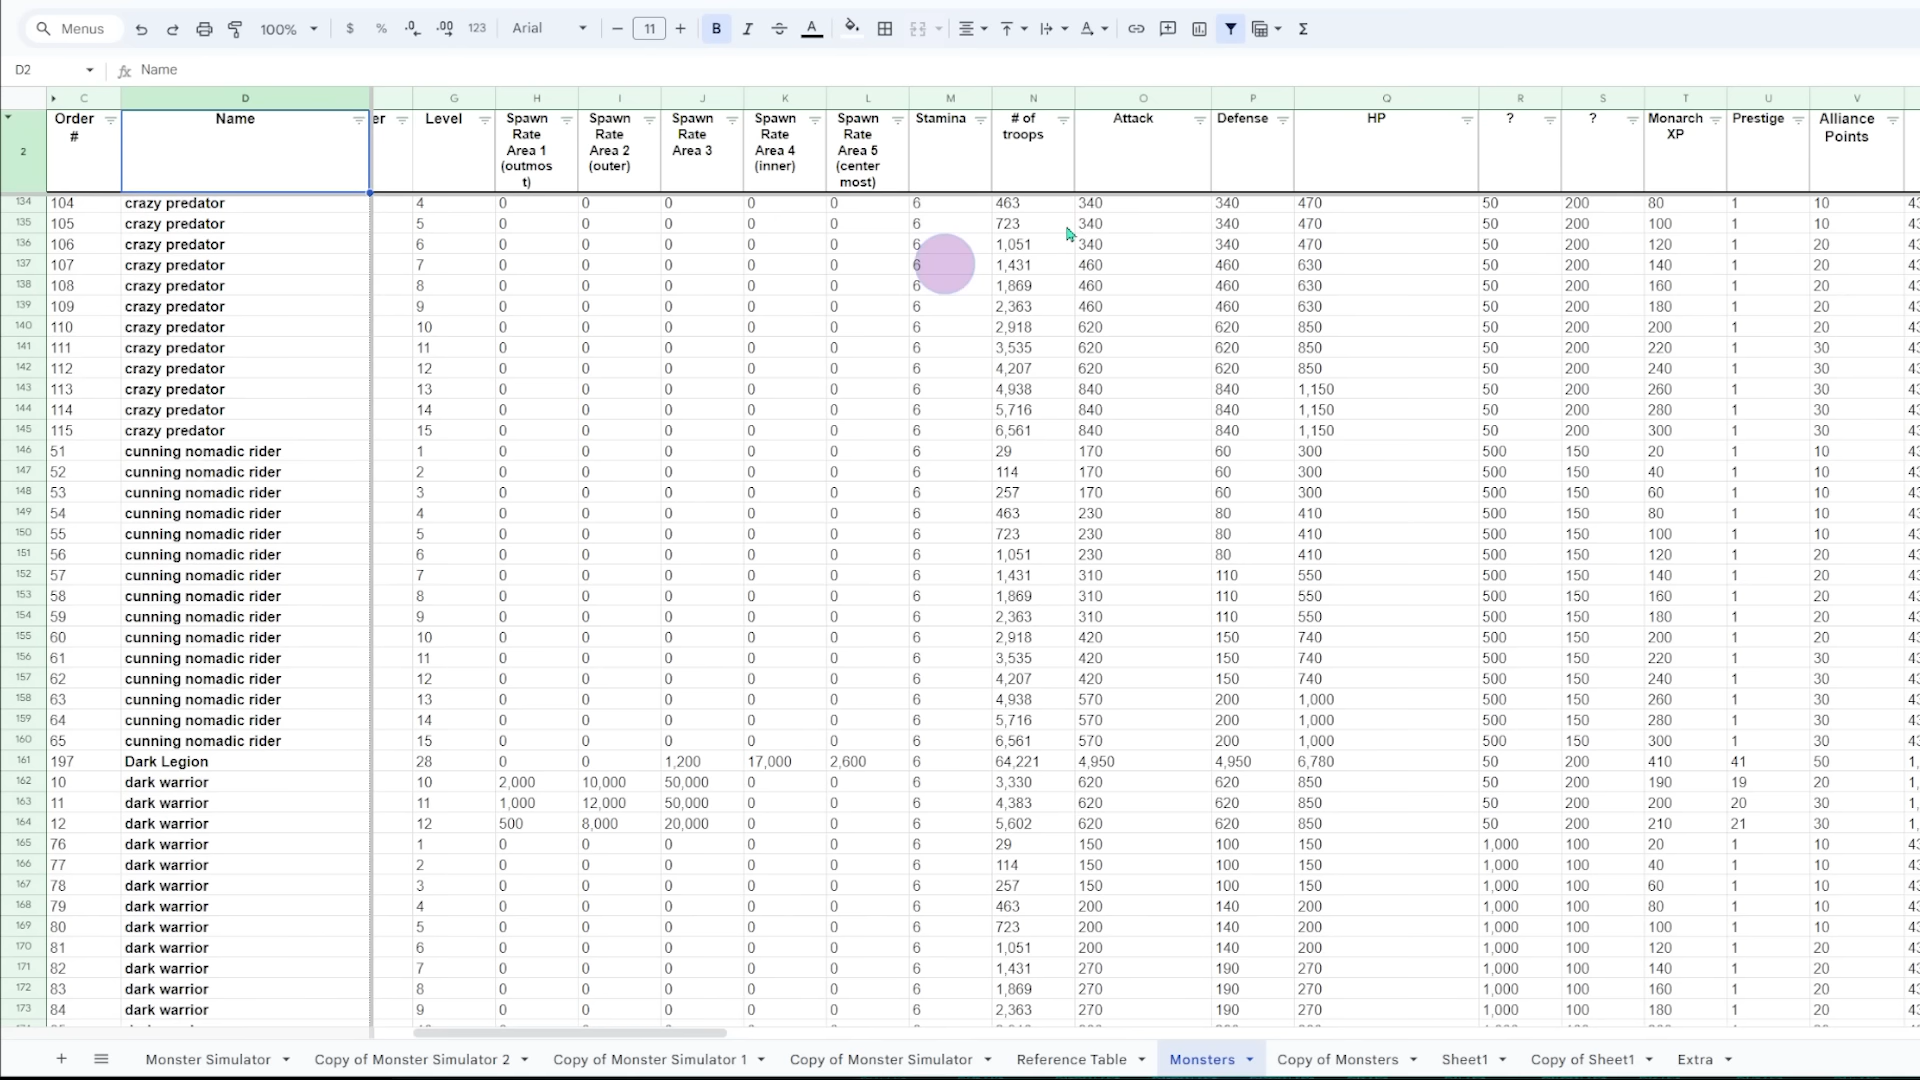 Menus 100% $ % .0 .00 123 Arial 11 B I A Σ
D2 fx Name
C D G H I J K L M N O P Q R S T U V
2 Order # Name er Level Spawn Rate Area 1 (outmost) Spawn Rate Area 2 (outer) Spawn Rate Area 3 Spawn Rate Area 4 (inner) Spawn Rate Area 5 (center most) Stamina # of troops Attack Defense HP ? ? Monarch XP Prestige Alliance Points
134 104 crazy predator 4 0 0 0 0 0 6 463 340 340 470 50 200 80 1 10
135 105 crazy predator 5 0 0 0 0 0 6 723 340 340 470 50 200 100 1 10
136 106 crazy predator 6 0 0 0 0 0 6 1,051 340 340 470 50 200 120 1 20
137 107 crazy predator 7 0 0 0 0 0 6 1,431 460 460 630 50 200 140 1 20
138 108 crazy predator 8 0 0 0 0 0 6 1,869 460 460 630 50 200 160 1 20
139 109 crazy predator 9 0 0 0 0 0 6 2,363 460 460 630 50 200 180 1 20
140 110 crazy predator 10 0 0 0 0 0 6 2,918 620 620 850 50 200 200 1 20
141 111 crazy predator 11 0 0 0 0 0 6 3,535 620 620 850 50 200 220 1 30
142 112 crazy predator 12 0 0 0 0 0 6 4,207 620 620 850 50 200 240 1 30
143 113 crazy predator 13 0 0 0 0 0 6 4,938 840 840 1,150 50 200 260 1 30
144 114 crazy predator 14 0 0 0 0 0 6 5,716 840 840 1,150 50 200 280 1 30
145 115 crazy predator 15 0 0 0 0 0 6 6,561 840 840 1,150 50 200 300 1 30
146 51 cunning nomadic rider 1 0 0 0 0 0 6 29 170 60 300 500 150 20 1 10
147 52 cunning nomadic rider 2 0 0 0 0 0 6 114 170 60 300 500 150 40 1 10
148 53 cunning nomadic rider 3 0 0 0 0 0 6 257 170 60 300 500 150 60 1 10
149 54 cunning nomadic rider 4 0 0 0 0 0 6 463 230 80 410 500 150 80 1 10
150 55 cunning nomadic rider 5 0 0 0 0 0 6 723 230 80 410 500 150 100 1 10
151 56 cunning nomadic rider 6 0 0 0 0 0 6 1,051 230 80 410 500 150 120 1 20
152 57 cunning nomadic rider 7 0 0 0 0 0 6 1,431 310 110 550 500 150 140 1 20
153 58 cunning nomadic rider 8 0 0 0 0 0 6 1,869 310 110 550 500 150 160 1 20
154 59 cunning nomadic rider 9 0 0 0 0 0 6 2,363 310 110 550 500 150 180 1 20
155 60 cunning nomadic rider 10 0 0 0 0 0 6 2,918 420 150 740 500 150 200 1 20
156 61 cunning nomadic rider 11 0 0 0 0 0 6 3,535 420 150 740 500 150 220 1 30
157 62 cunning nomadic rider 12 0 0 0 0 0 6 4,207 420 150 740 500 150 240 1 30
158 63 cunning nomadic rider 13 0 0 0 0 0 6 4,938 570 200 1,000 500 150 260 1 30
159 64 cunning nomadic rider 14 0 0 0 0 0 6 5,716 570 200 1,000 500 150 280 1 30
160 65 cunning nomadic rider 15 0 0 0 0 0 6 6,561 570 200 1,000 500 150 300 1 30
161 197 Dark Legion 28 0 0 1,200 17,000 2,600 6 64,221 4,950 4,950 6,780 50 200 410 41 50
162 10 dark warrior 10 2,000 10,000 50,000 0 0 6 3,330 620 620 850 50 200 190 19 20
163 11 dark warrior 11 1,000 12,000 50,000 0 0 6 4,383 620 620 850 50 200 200 20 30
164 12 dark warrior 12 500 8,000 20,000 0 0 6 5,602 620 620 850 50 200 210 21 30
165 76 dark warrior 1 0 0 0 0 0 6 29 150 100 150 1,000 100 20 1 10
166 77 dark warrior 2 0 0 0 0 0 6 114 150 100 150 1,000 100 40 1 10
167 78 dark warrior 3 0 0 0 0 0 6 257 150 100 150 1,000 100 60 1 10
168 79 dark warrior 4 0 0 0 0 0 6 463 200 140 200 1,000 100 80 1 10
169 80 dark warrior 5 0 0 0 0 0 6 723 200 140 200 1,000 100 100 1 10
170 81 dark warrior 6 0 0 0 0 0 6 1,051 200 140 200 1,000 100 120 1 20
171 82 dark warrior 7 0 0 0 0 0 6 1,431 270 190 270 1,000 100 140 1 20
172 83 dark warrior 8 0 0 0 0 0 6 1,869 270 190 270 1,000 100 160 1 20
173 84 dark warrior 9 0 0 0 0 0 6 2,363 270 190 270 1,000 100 180 1 20
Monster Simulator Copy of Monster Simulator 2 Copy of Monster Simulator 1 Copy of Monster Simulator Reference Table Monsters Copy of Monsters Sheet1 Copy of Sheet1 Extra